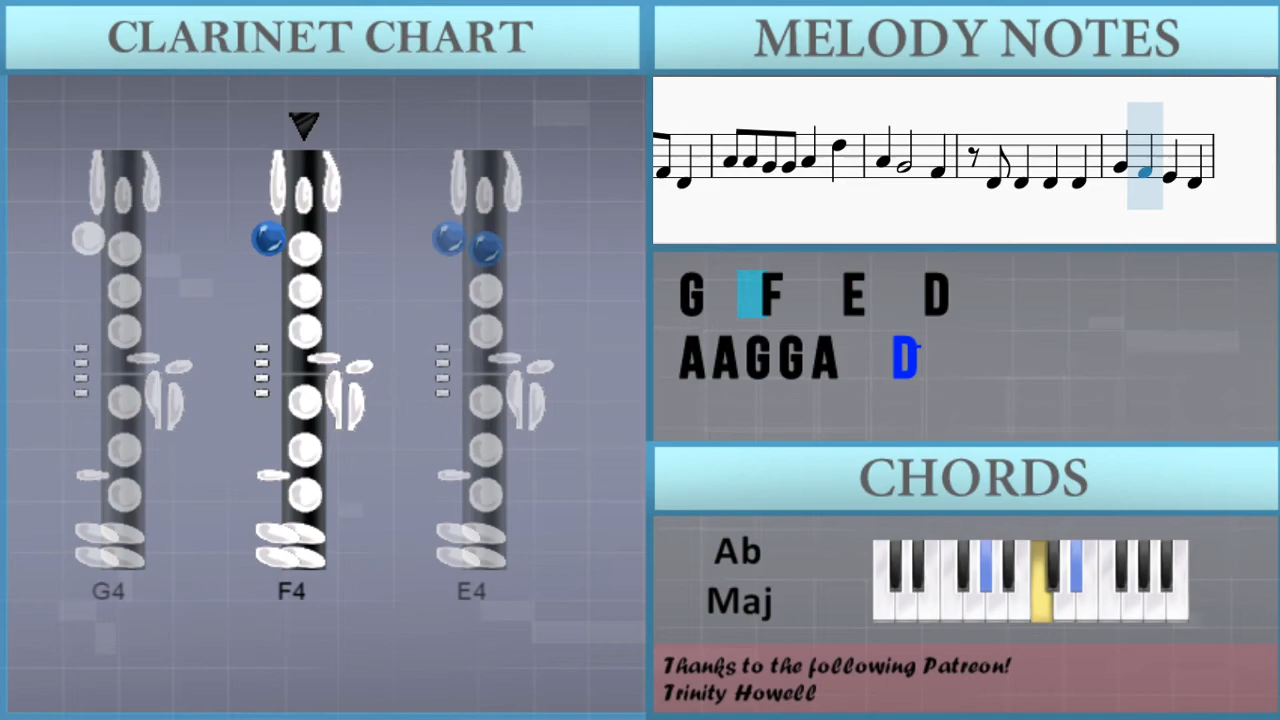 CLARINET CHART
G4 F4 E4
MELODY NOTES
G F E D
AAGGA D
CHORDS
Ab
Maj
Thanks to the following Patreon!
Trinity Howell